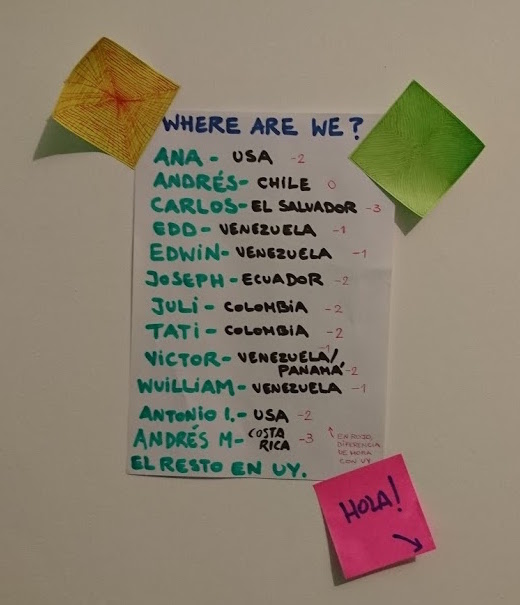 WHERE ARE WE?
ANA - USA -2
ANDRÉS - CHILE 0
CARLOS - EL SALVADOR -3
EDD - VENEZUELA -1
EDWIN - VENEZUELA -1
JOSEPH - ECUADOR -2
JULI - COLOMBIA -2
TATI - COLOMBIA -2
VICTOR - VENEZUELA/ -1
PANAMÁ -2
WUILLIAM - VENEZUELA -1
ANTONIO I. - USA -2
ANDRÉS M - COSTA
RICA -3
EN ROJO,
DIFERENCIA
DE HORA
CON UY
EL RESTO EN UY.
HOLA!